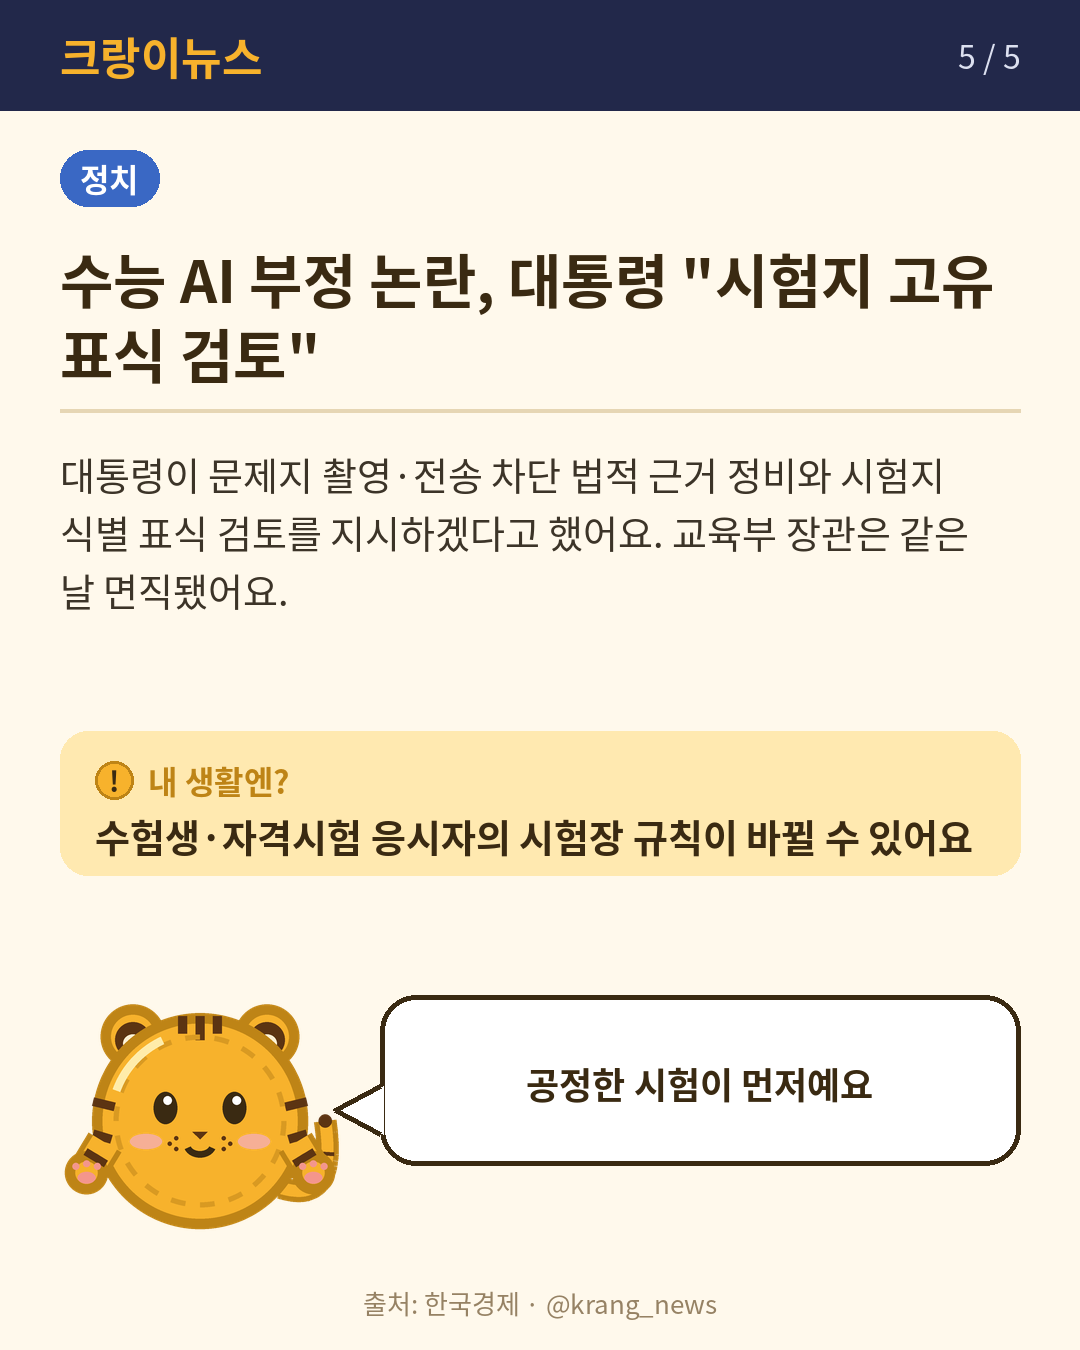 크랑이뉴스
5 / 5
정치
수능 AI 부정 논란, 대통령 "시험지 고유
표식 검토"
대통령이 문제지 촬영·전송 차단 법적 근거 정비와 시험지
식별 표식 검토를 지시하겠다고 했어요. 교육부 장관은 같은
날 면직됐어요.
! 내 생활엔?
수험생·자격시험 응시자의 시험장 규칙이 바뀔 수 있어요
공정한 시험이 먼저예요
출처: 한국경제 · @krang_news